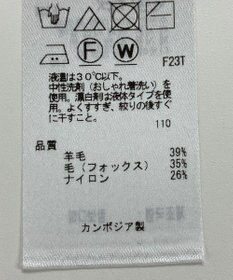 F W
F23T
液温は30℃以下。
中性洗剤(おしゃれ着洗い)を
使用。漂白剤は液体タイプを使
用。よくすすぎ、絞りの後すぐ
に干すこと。
110
品質
羊毛 39%
毛(フォックス) 35%
ナイロン 26%
カンボジア製